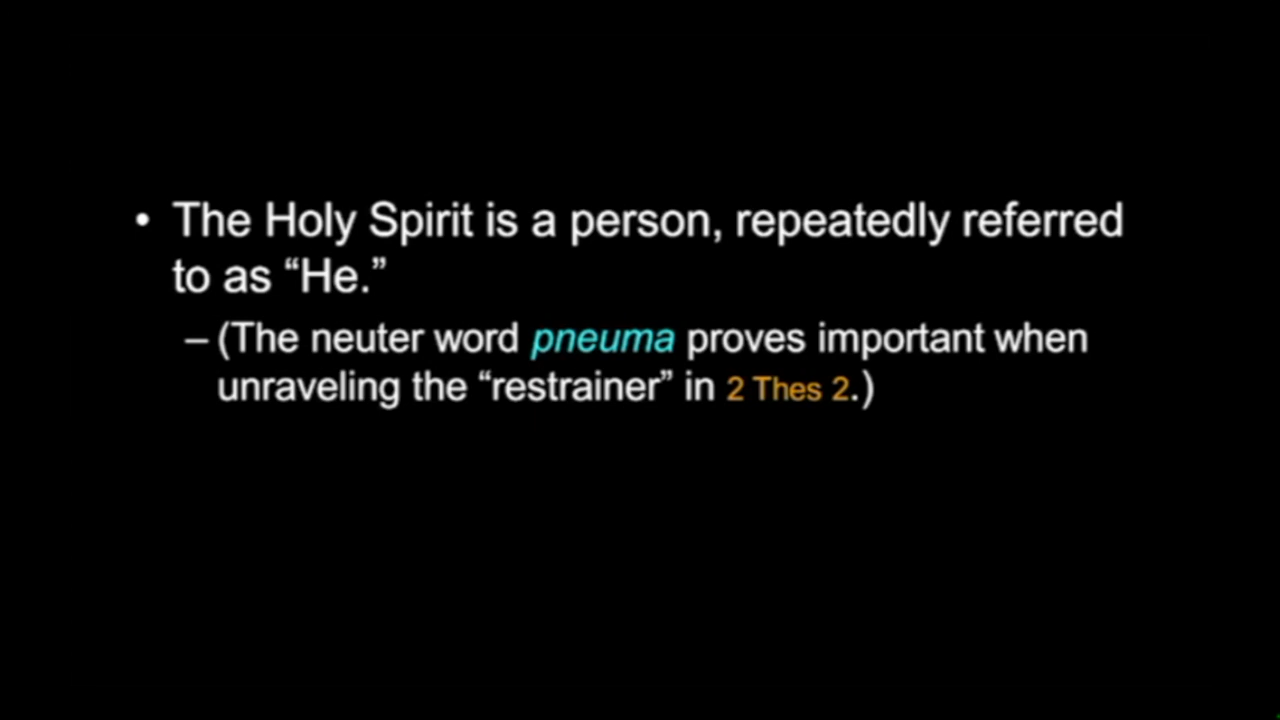 • The Holy Spirit is a person, repeatedly referred
to as “He.”
– (The neuter word pneuma proves important when
unraveling the “restrainer” in 2 Thes 2.)